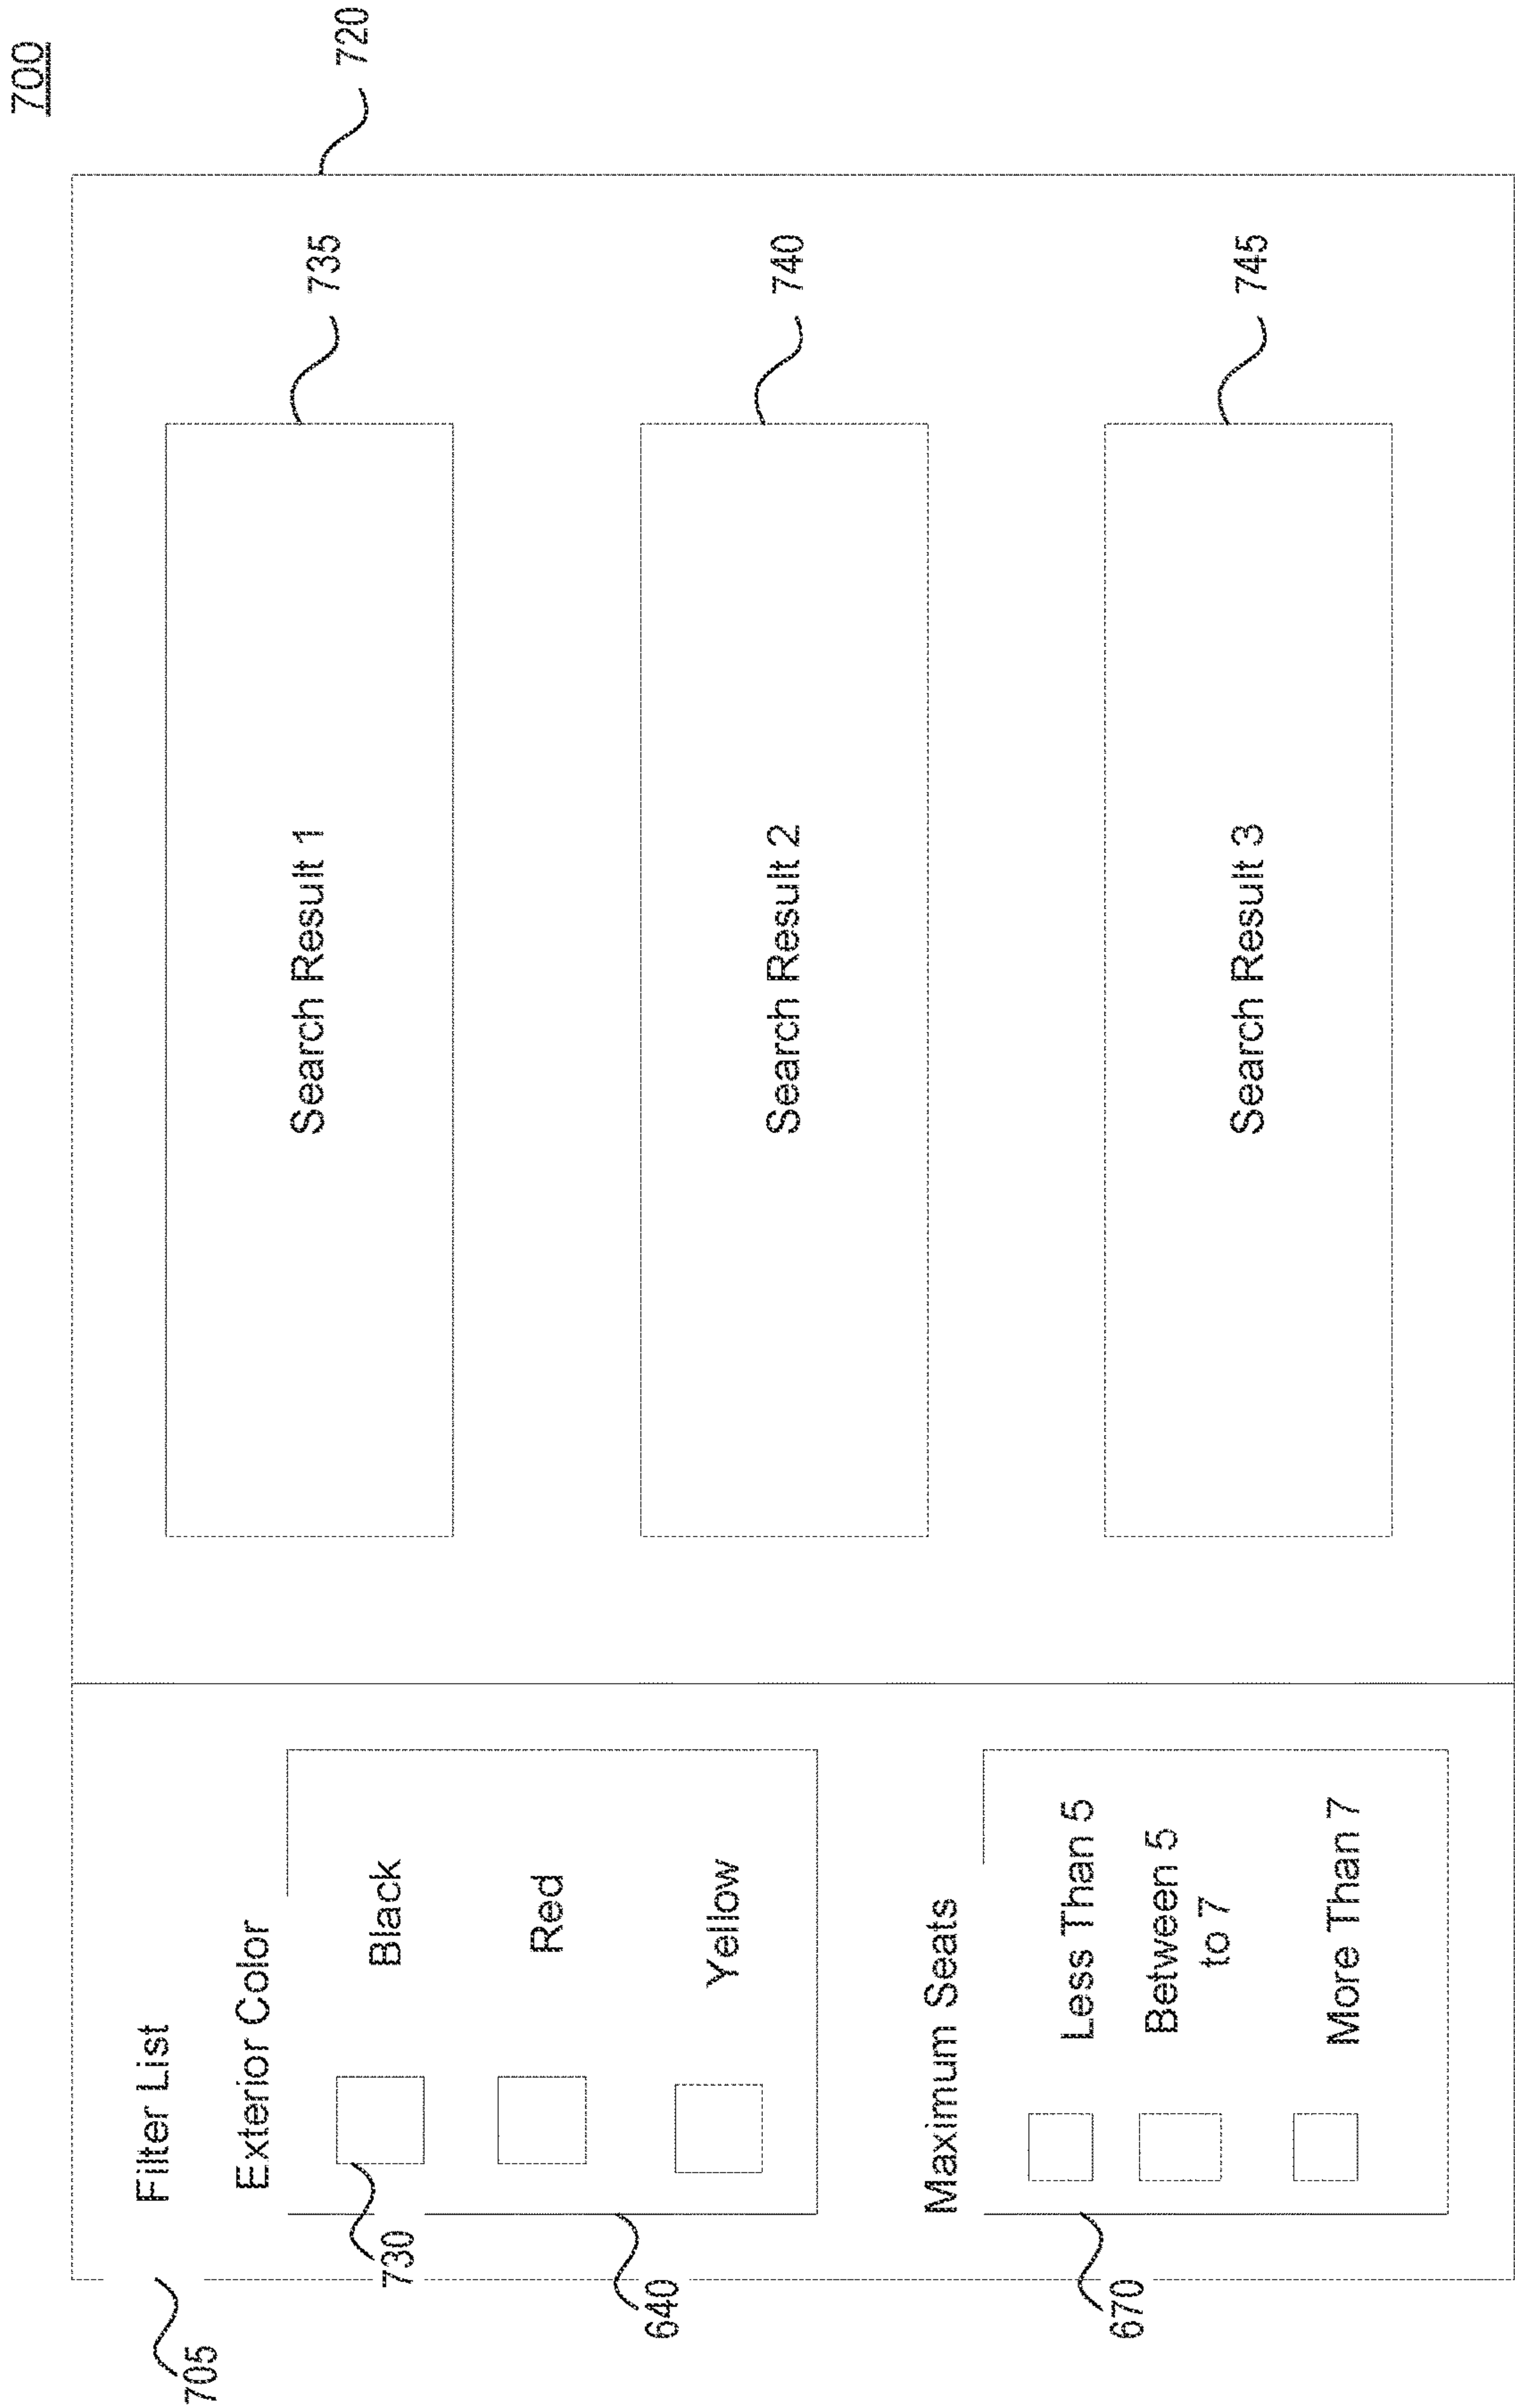 700
705
Filter List
720
Exterior Color
730
Black
Red
Yellow
640
Maximum Seats
670
Less Than 5
Between 5
to 7
More Than 7
Search Result 1
735
Search Result 2
740
Search Result 3
745